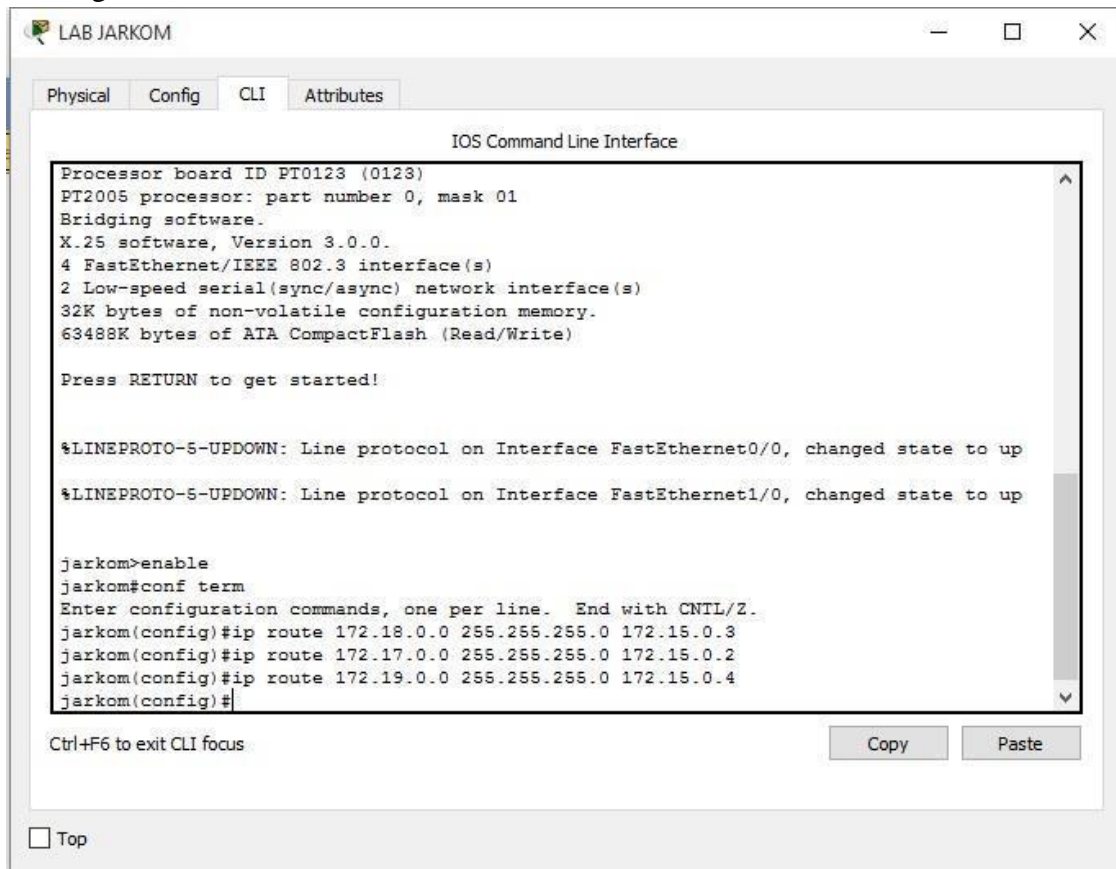 LAB JARKOM
Physical Config CLI Attributes
IOS Command Line Interface
Processor board ID PT0123 (0123)
PT2005 processor: part number 0, mask 01
Bridging software.
X.25 software, Version 3.0.0.
4 FastEthernet/IEEE 802.3 interface(s)
2 Low-speed serial(sync/async) network interface(s)
32K bytes of non-volatile configuration memory.
63488K bytes of ATA CompactFlash (Read/Write)
Press RETURN to get started!
%LINEPROTO-5-UPDOWN: Line protocol on Interface FastEthernet0/0, changed state to up
%LINEPROTO-5-UPDOWN: Line protocol on Interface FastEthernet1/0, changed state to up
jarkom>enable
jarkom#conf term
Enter configuration commands, one per line.  End with CNTL/Z.
jarkom(config)#ip route 172.18.0.0 255.255.255.0 172.15.0.3
jarkom(config)#ip route 172.17.0.0 255.255.255.0 172.15.0.2
jarkom(config)#ip route 172.19.0.0 255.255.255.0 172.15.0.4
jarkom(config)#
Ctrl+F6 to exit CLI focus
Copy Paste
Top